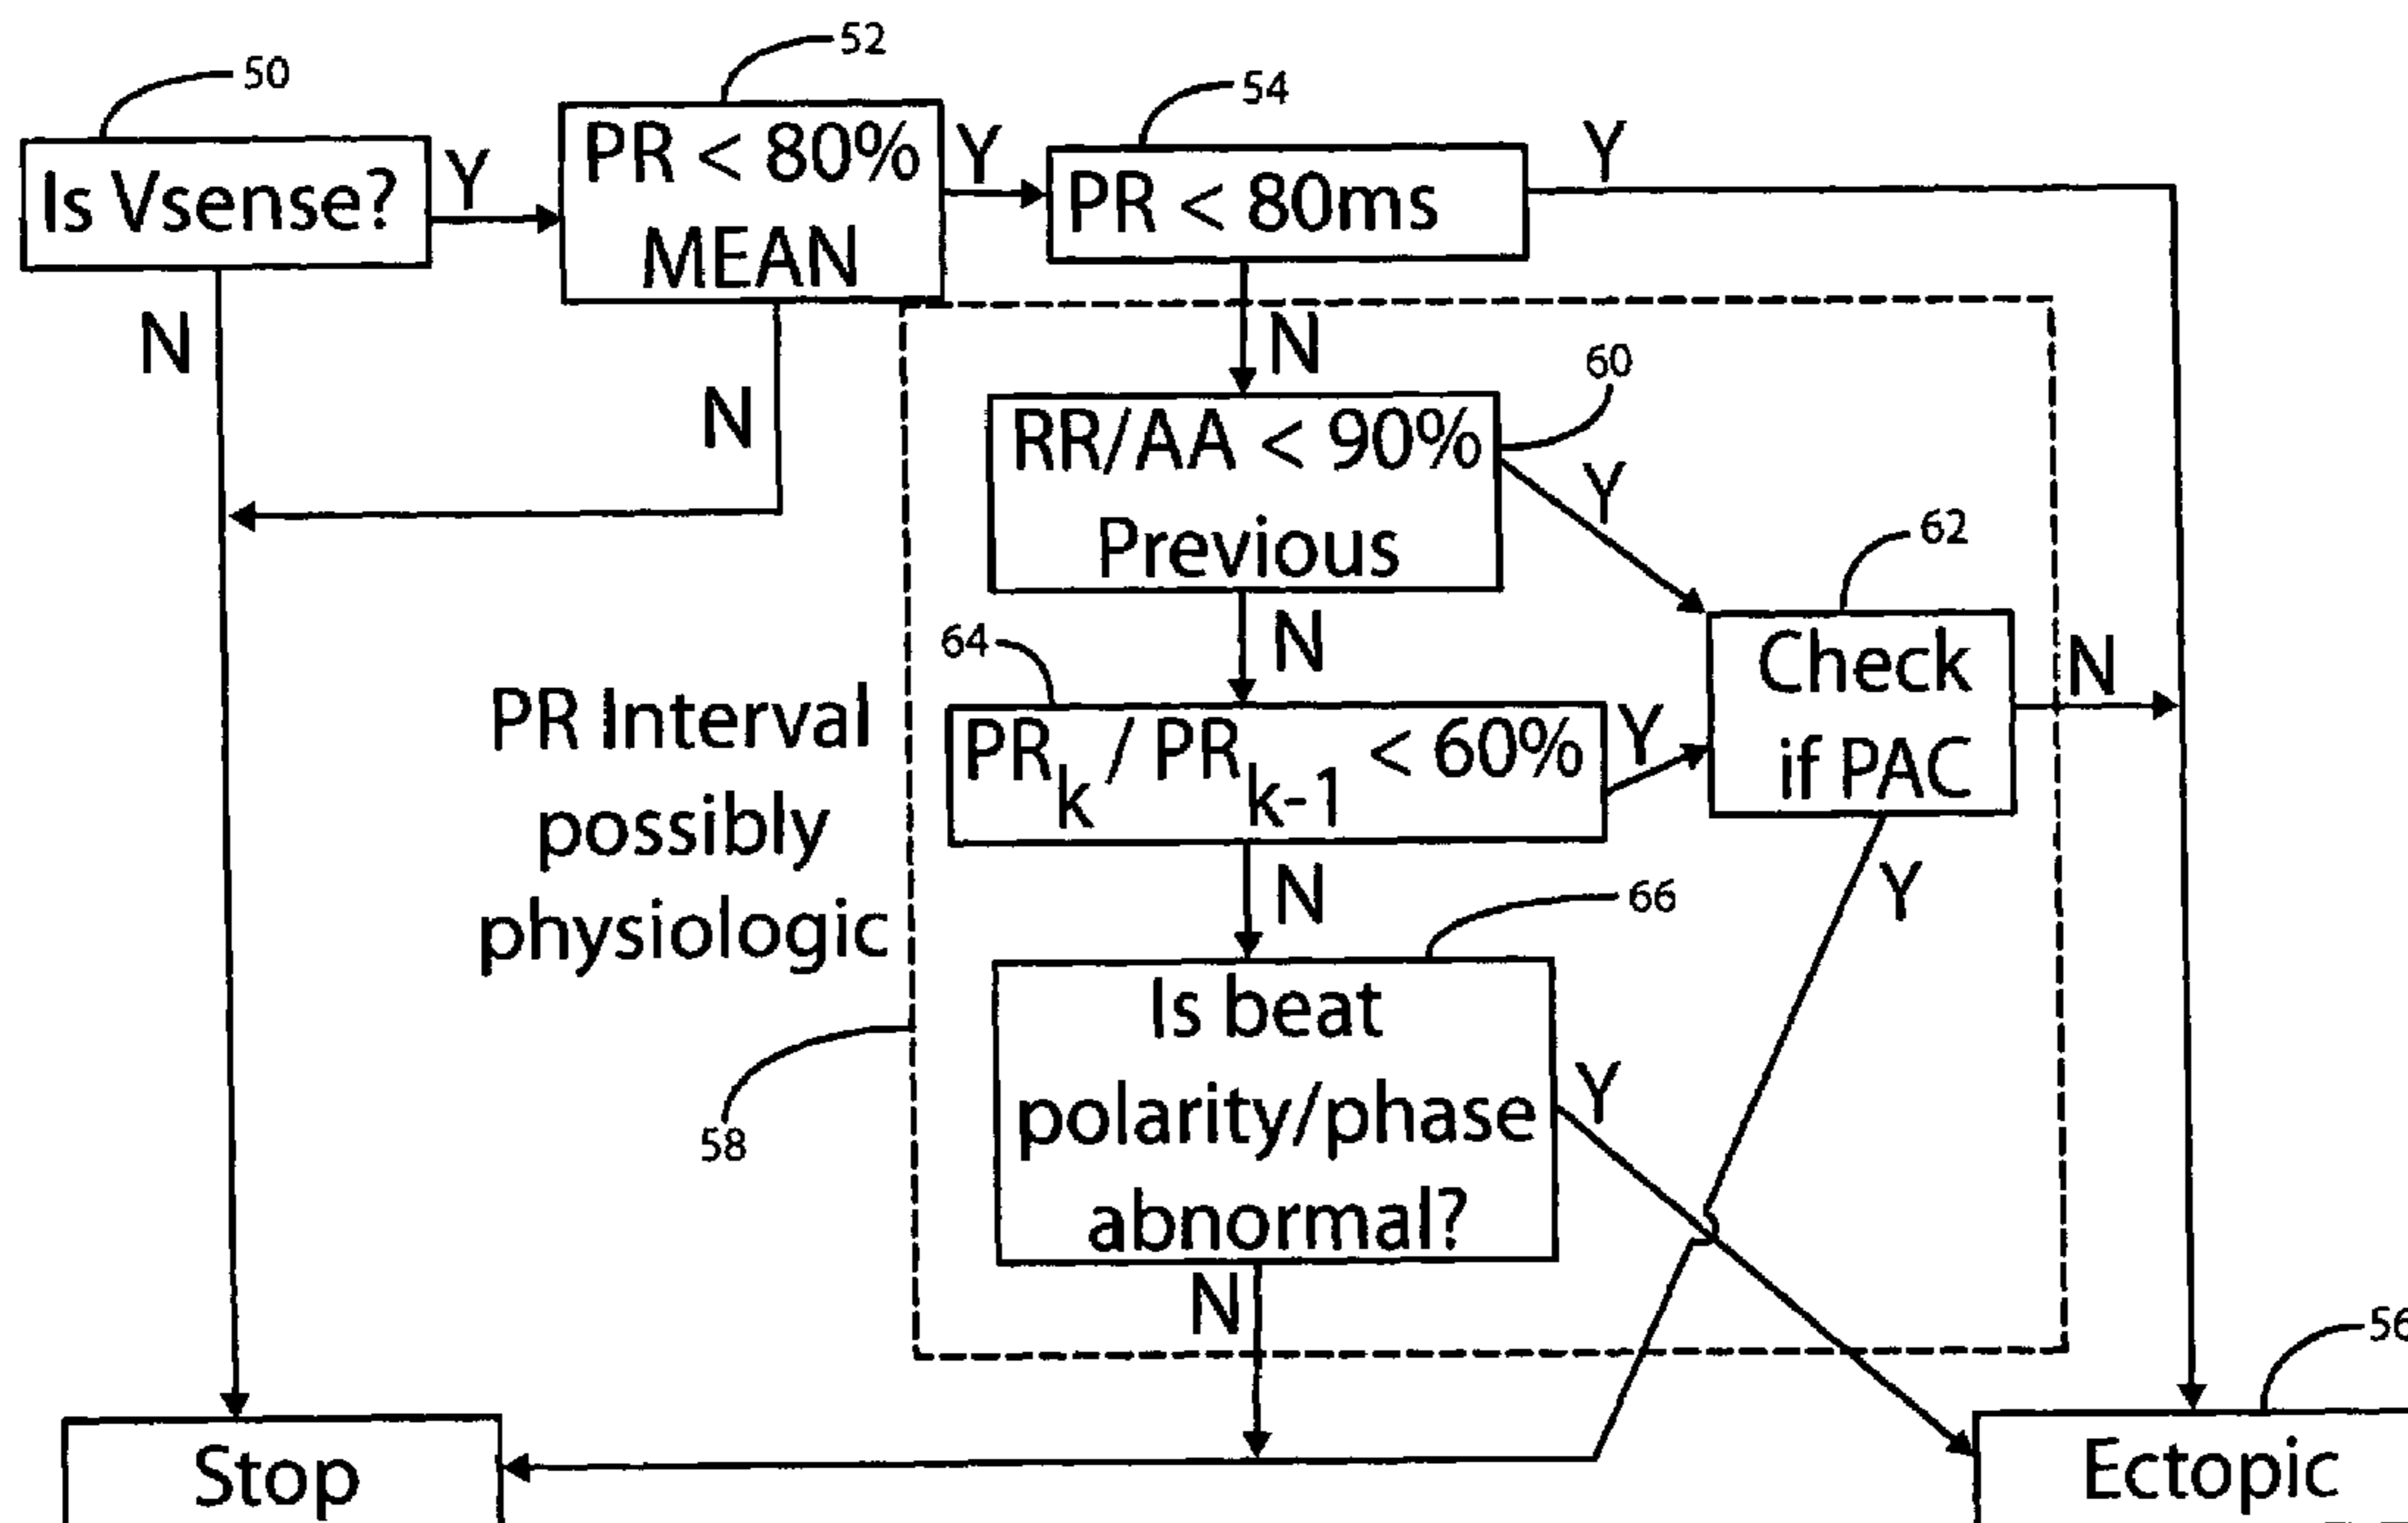 50
52
54
Is Vsense?
Y
PR < 80%
MEAN
Y
PR < 80ms
Y
N
N
N
60
RR/AA < 90%
Previous
Y
62
N
64
Check
if PAC
N
PR Interval
possibly
physiologic
PRk / PRk-1 < 60%
Y
N
Y
66
58
Is beat
polarity/phase
abnormal?
Y
N
56
Stop
Ectopic